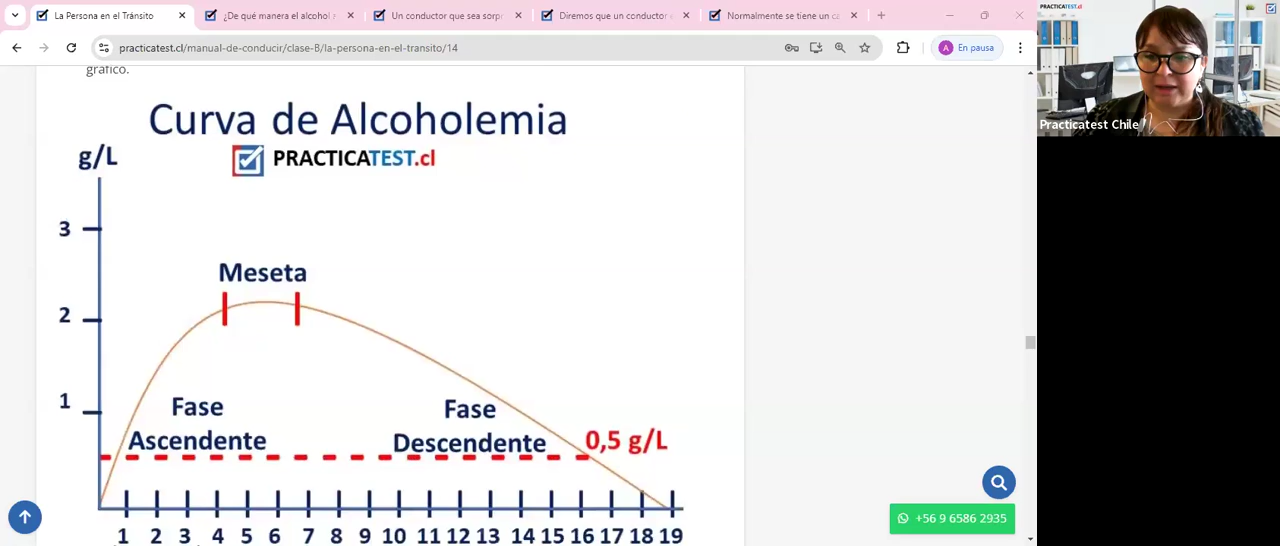 La Persona en el Tránsito
¿De qué manera el alcohol
Un conductor que sea sorp
Diremos que un conductor
Normalmente se tiene un ca
practicatest.cl/manual-de-conducir/clase-B/la-persona-en-el-transito/14
A
En pausa
PRACTICATEST.cl
Practicatest Chile
gráfico.
Curva de Alcoholemia
PRACTICATEST.cl
g/L
3
Meseta
2
1
Fase Ascendente
Fase Descendente
0,5 g/L
1 2 3 4 5 6 7 8 9 10 11 12 13 14 15 16 17 18 19
+56 9 6586 2935